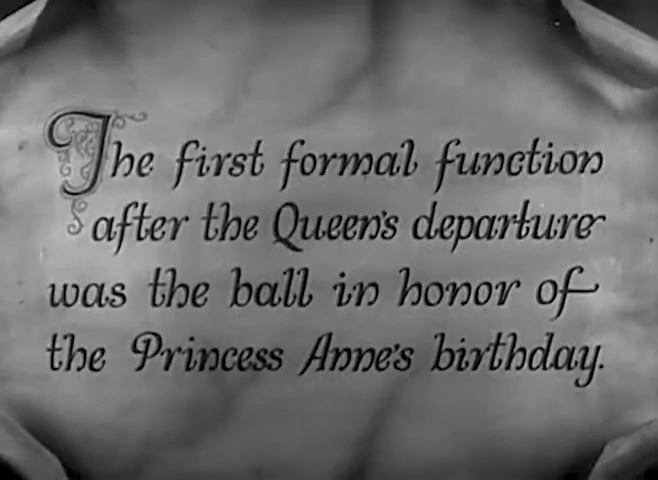 The first formal function
after the Queen's departure
was the ball in honor of
the Princess Anne's birthday.